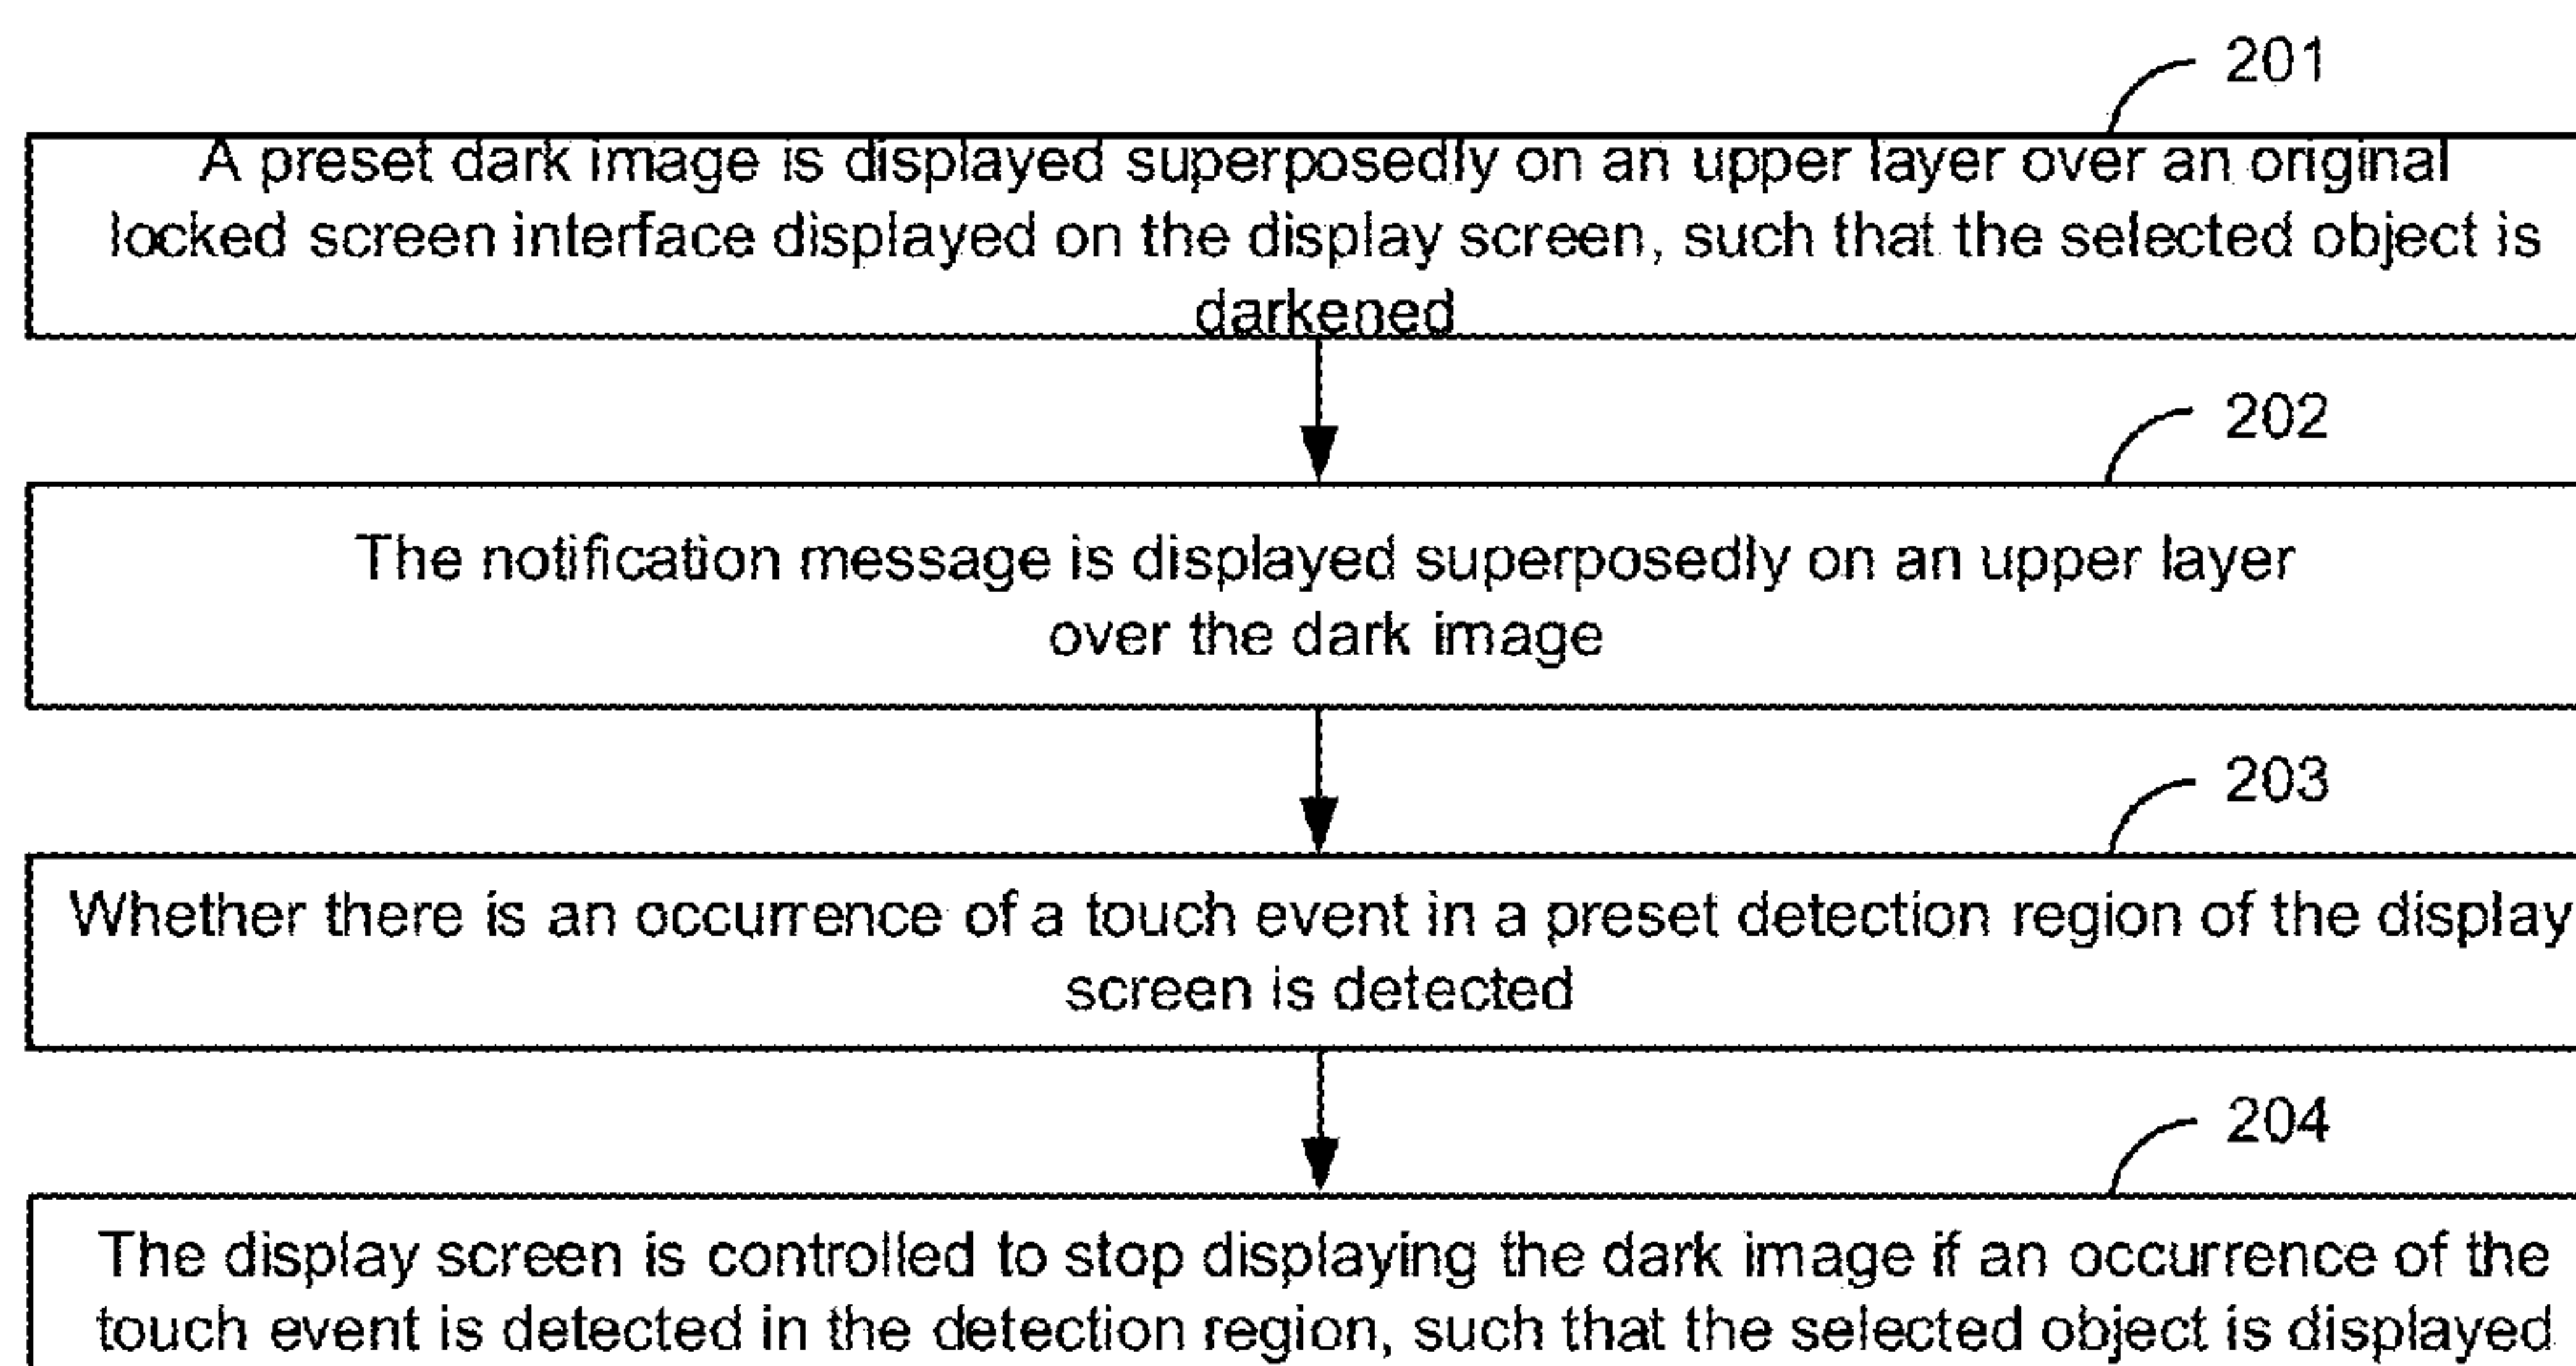 201
A preset dark image is displayed superposedly on an upper layer over an original
locked screen interface displayed on the display screen, such that the selected object is
darkened
202
The notification message is displayed superposedly on an upper layer
over the dark image
203
Whether there is an occurrence of a touch event in a preset detection region of the display
screen is detected
204
The display screen is controlled to stop displaying the dark image if an occurrence of the
touch event is detected in the detection region, such that the selected object is displayed